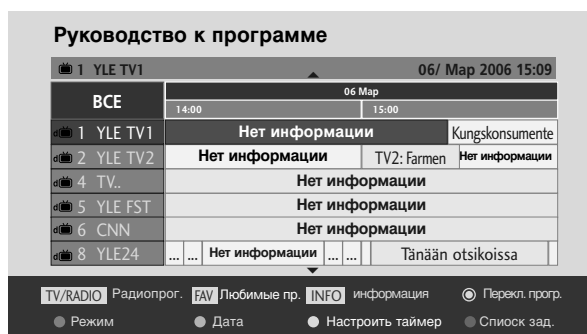 Руководство к программе
1 YLE TV1 06/ Мар 2006 15:09
ВСЕ 06 Мар
14:00 15:00
1 YLE TV1 Нет информации Kungskonsumente
2 YLE TV2 Нет информации TV2: Farmen Нет информации
4 TV.. Нет информации
5 YLE FST Нет информации
6 CNN Нет информации
8 YLE24 ... ... Нет информации ... ... Tänään otsikoissa
TV/RADIO Радиопрог. FAV Любимые пр. INFO информация Перекл. прогр.
Режим Дата Настроить таймер Спиоск зад.